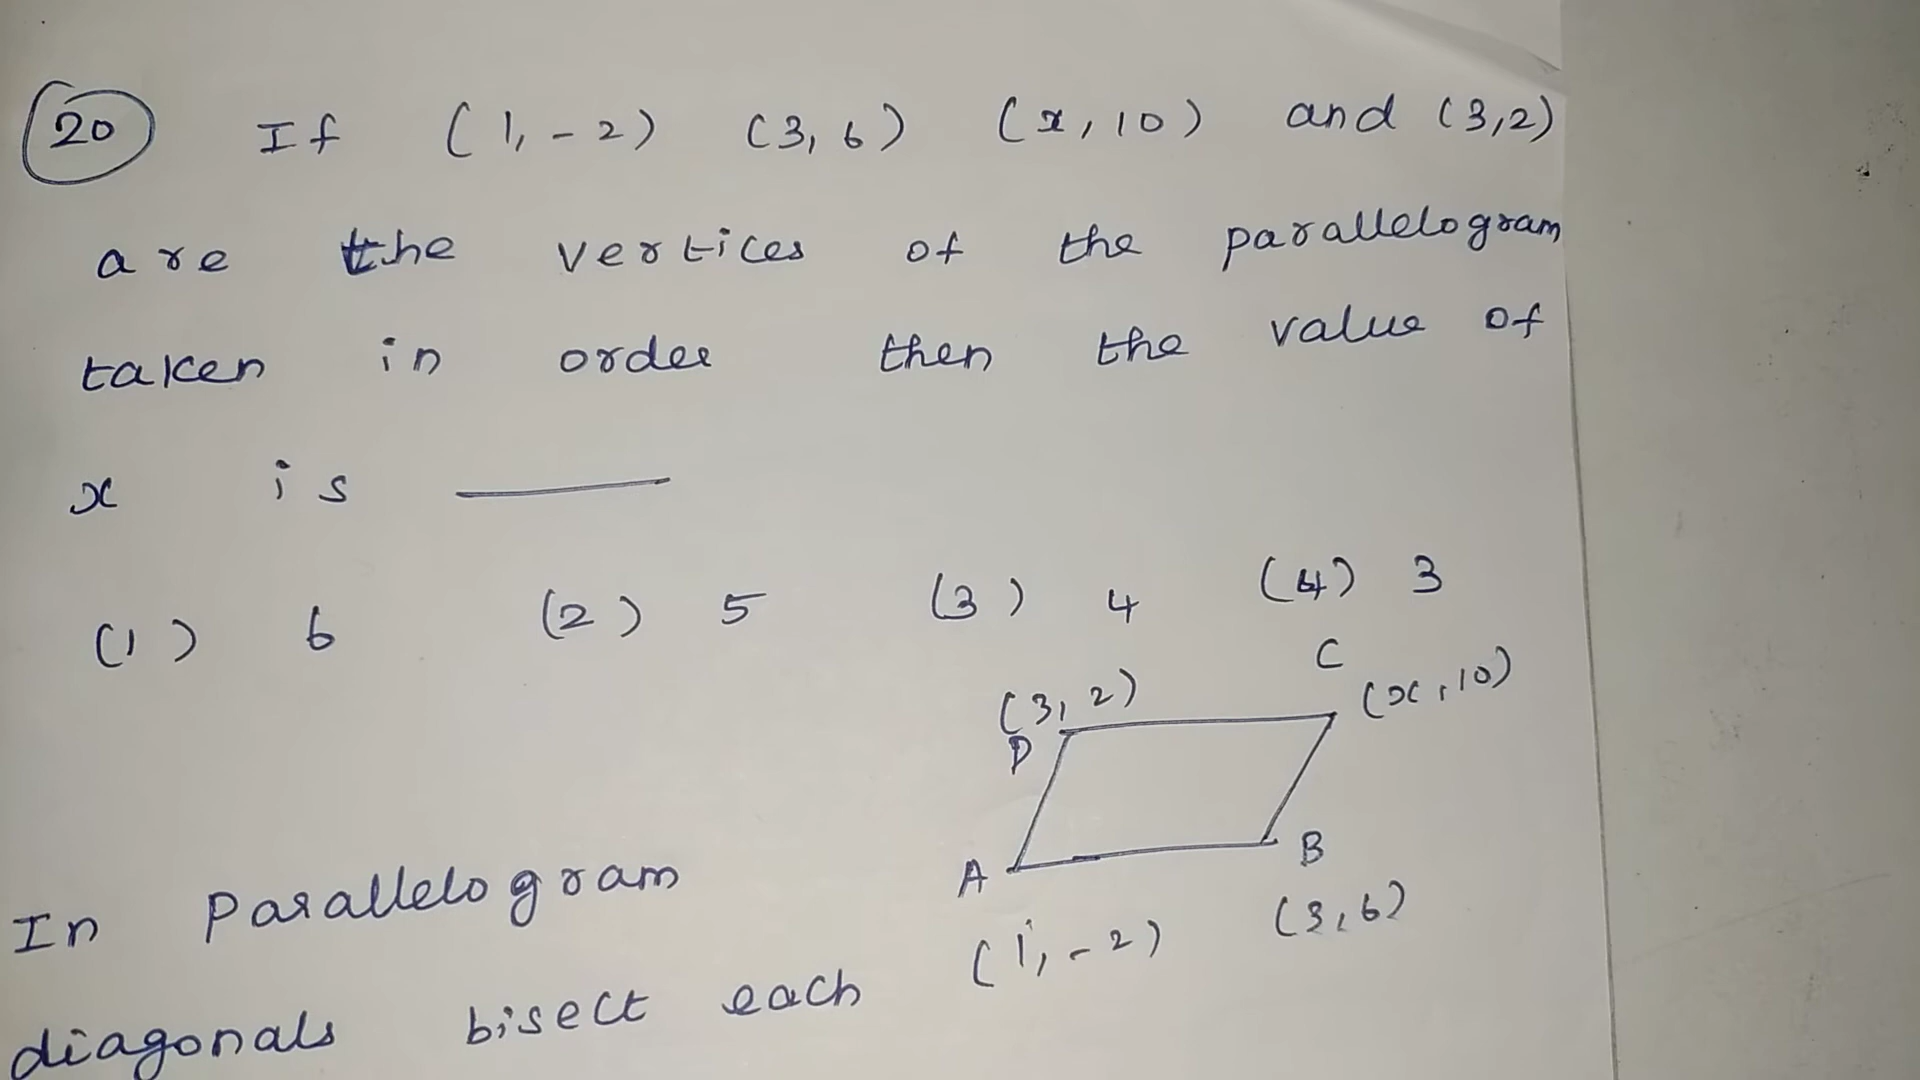 20 If (1,-2) (3,6) (x,10) and (3,2)
are the vertices of the parallelogram
taken in order then the value of
x is ______
(1) 6 (2) 5 (3) 4 (4) 3
C
(3,2) (x,10)
D
A B
(1,-2) (3,6)
In Parallelogram
diagonals bisect each